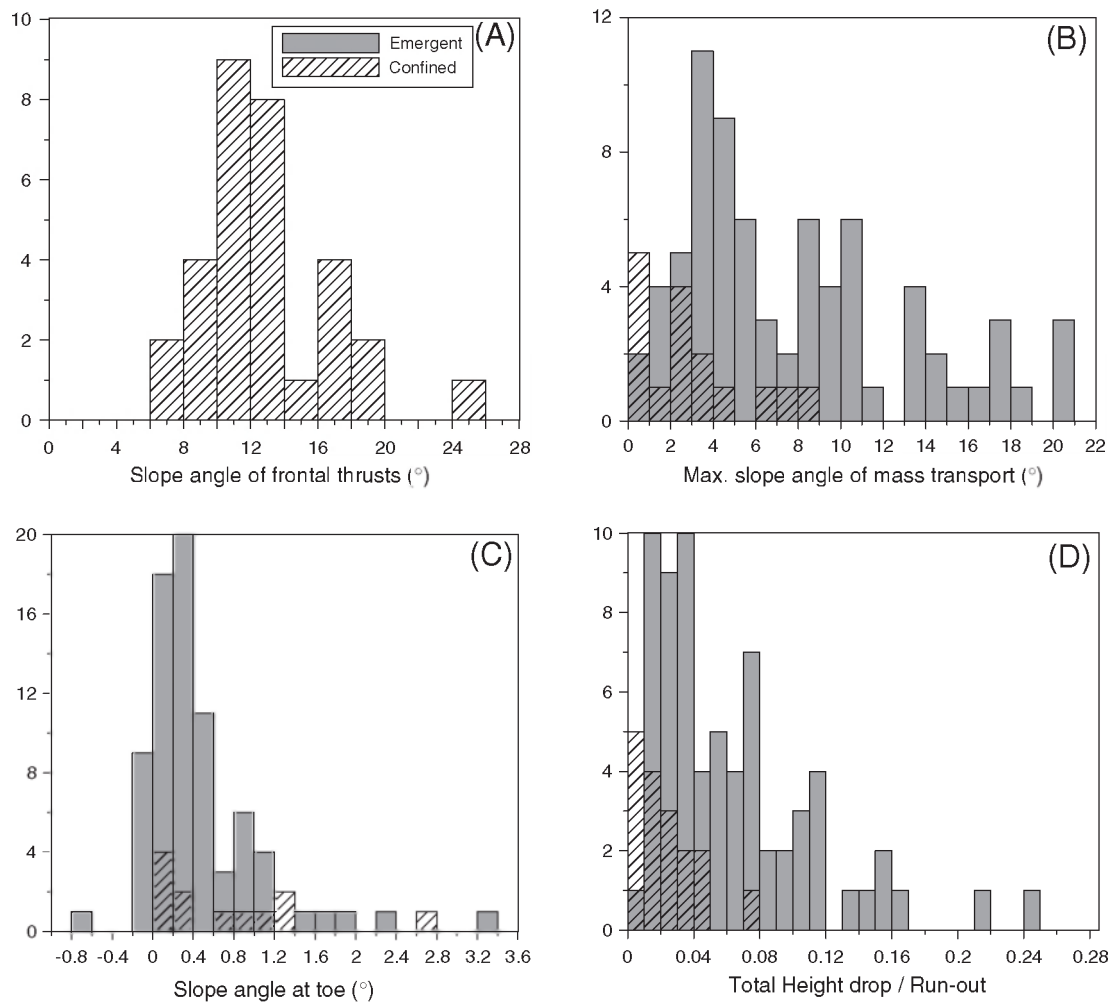 (A)
Emergent
Confined
10
8
6
4
2
0
0 4 8 12 16 20 24 28
Slope angle of frontal thrusts (°)
(B)
12
8
4
0
0 2 4 6 8 10 12 14 16 18 20 22
Max. slope angle of mass transport (°)
(C)
20
16
12
8
4
0
-0.8 -0.4 0 0.4 0.8 1.2 1.6 2 2.4 2.8 3.2 3.6
Slope angle at toe (°)
(D)
10
8
6
4
2
0
0 0.04 0.08 0.12 0.16 0.2 0.24 0.28
Total Height drop / Run-out